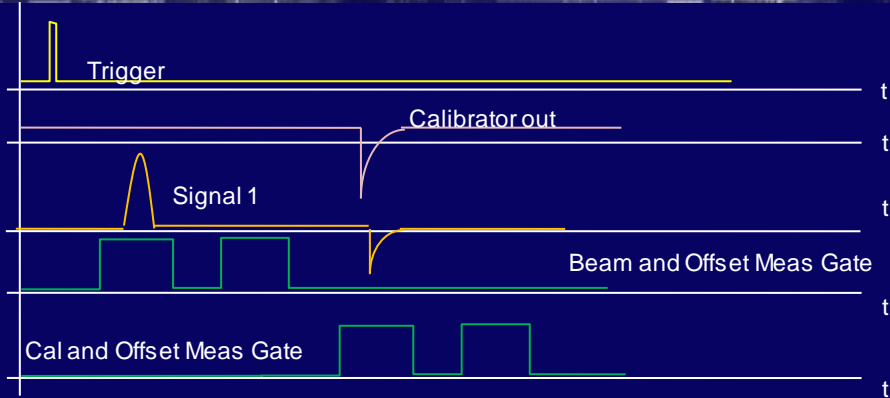 Trigger
t
Calibrator out
t
Signal 1
t
Beam and Offset Meas Gate
t
Cal and Offset Meas Gate
t